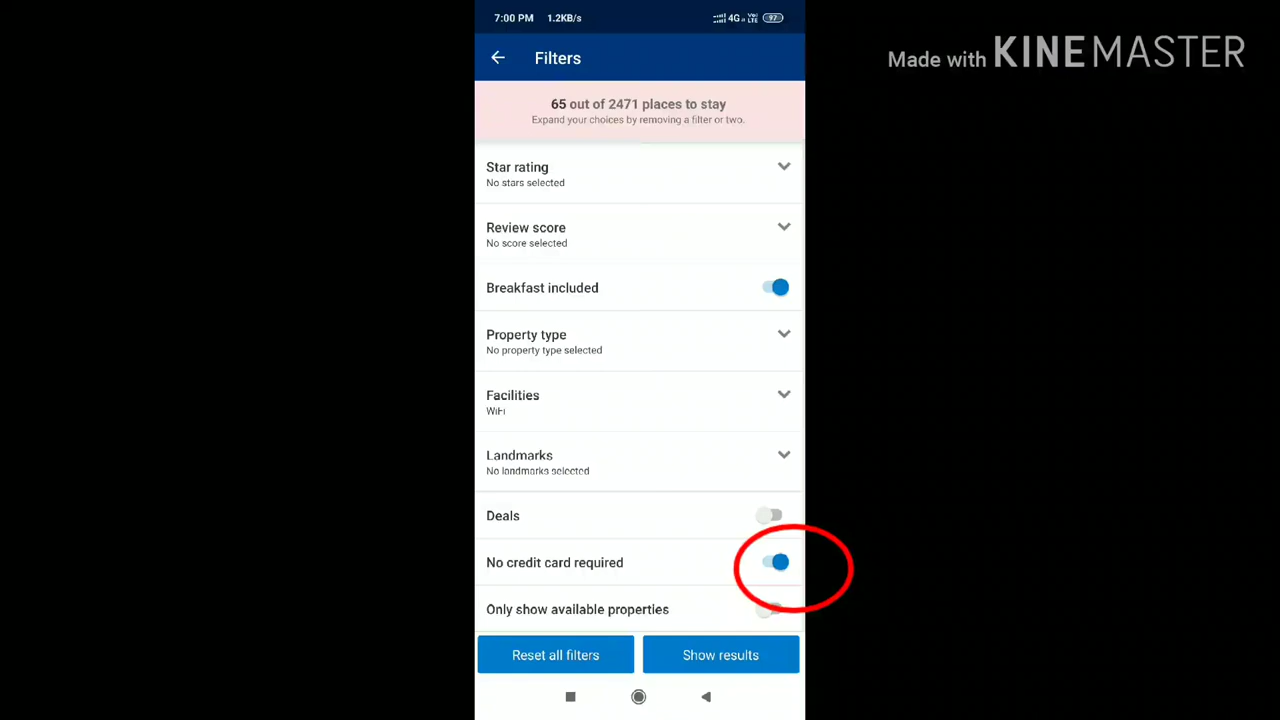 7:00 PM 1.2KB/s 4G VoLTE 97
Made with KINEMASTER
Filters
65 out of 2471 places to stay
Expand your choices by removing a filter or two.
Star rating
No stars selected
Review score
No score selected
Breakfast included
Property type
No property type selected
Facilities
WiFi
Landmarks
No landmarks selected
Deals
No credit card required
Only show available properties
Reset all filters
Show results